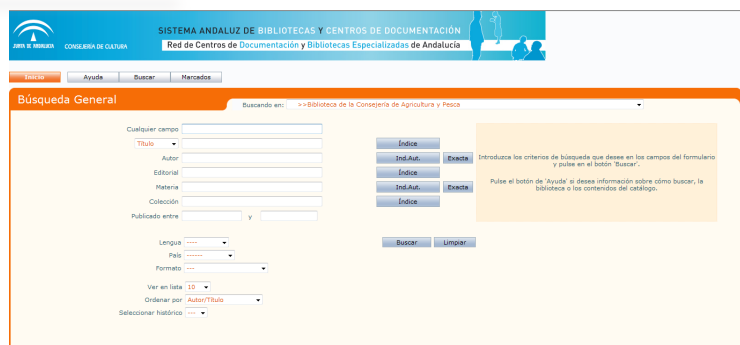 SISTEMA ANDALUZ DE BIBLIOTECAS Y CENTROS DE DOCUMENTACIÓN
JUNTA DE ANDALUCIA CONSEJERÍA DE CULTURA Red de Centros de Documentación y Bibliotecas Especializadas de Andalucía
Inicio Ayuda Buscar Marcados
Búsqueda General
Buscando en: >>Biblioteca de la Consejería de Agricultura y Pesca
Cualquier campo
Título Índice
Autor Ind.Aut. Exacta
Editorial Índice
Materia Ind.Aut. Exacta
Colección Índice
Publicado entre y
Introduzca los criterios de búsqueda que desee en los campos del formulario
y pulse en el botón 'Buscar'.
Pulse el botón de 'Ayuda' si desea información sobre cómo buscar, la
biblioteca o los contenidos del catálogo.
Lengua ---- Buscar Limpiar
País ------
Formato ---
Ver en lista 10
Ordenar por Autor/Título
Seleccionar histórico ---